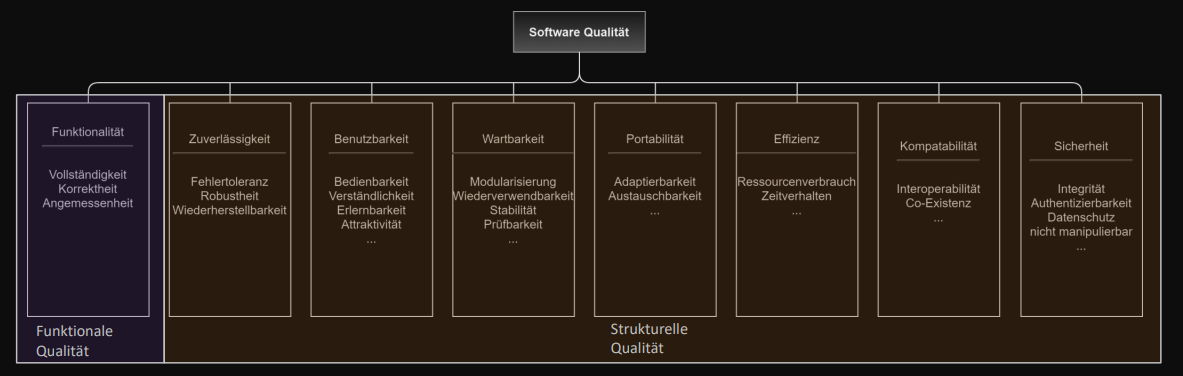 Software Qualität
Funktionalität
Vollständigkeit
Korrektheit
Angemessenheit
Zuverlässigkeit
Fehlertoleranz
Robustheit
Wiederherstellbarkeit
Benutzbarkeit
Bedienbarkeit
Verständlichkeit
Erlernbarkeit
Attraktivität
...
Wartbarkeit
Modularisierung
Wiederverwendbarkeit
Stabilität
Prüfbarkeit
...
Portabilität
Adaptierbarkeit
Austauschbarkeit
...
Effizienz
Ressourcenverbrauch
Zeitverhalten
...
Kompatabilität
Interoperabilität
Co-Existenz
...
Sicherheit
Integrität
Authentizierbarkeit
Datenschutz
nicht manipulierbar
...
Funktionale
Qualität
Strukturelle
Qualität